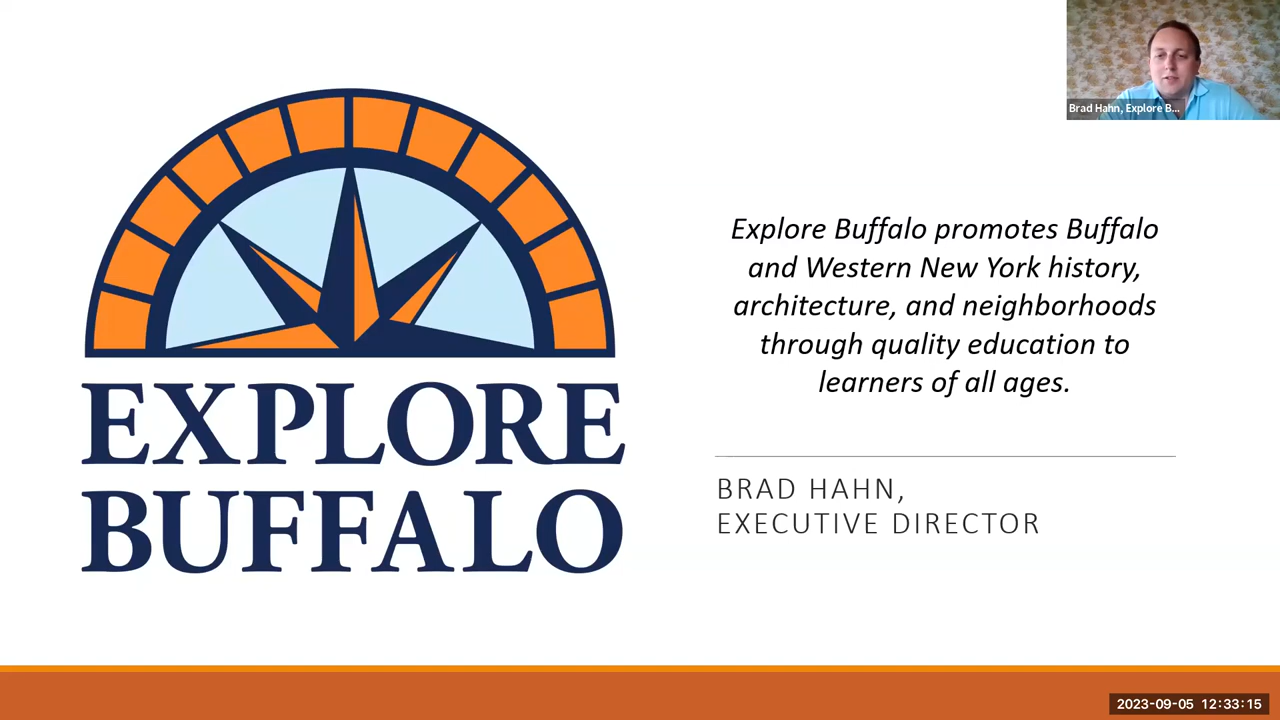 Brad Hahn, Explore B...
Explore Buffalo promotes Buffalo
and Western New York history,
architecture, and neighborhoods
through quality education to
learners of all ages.
EXPLORE
BUFFALO
BRAD HAHN,
EXECUTIVE DIRECTOR
2023-09-05 12:33:15